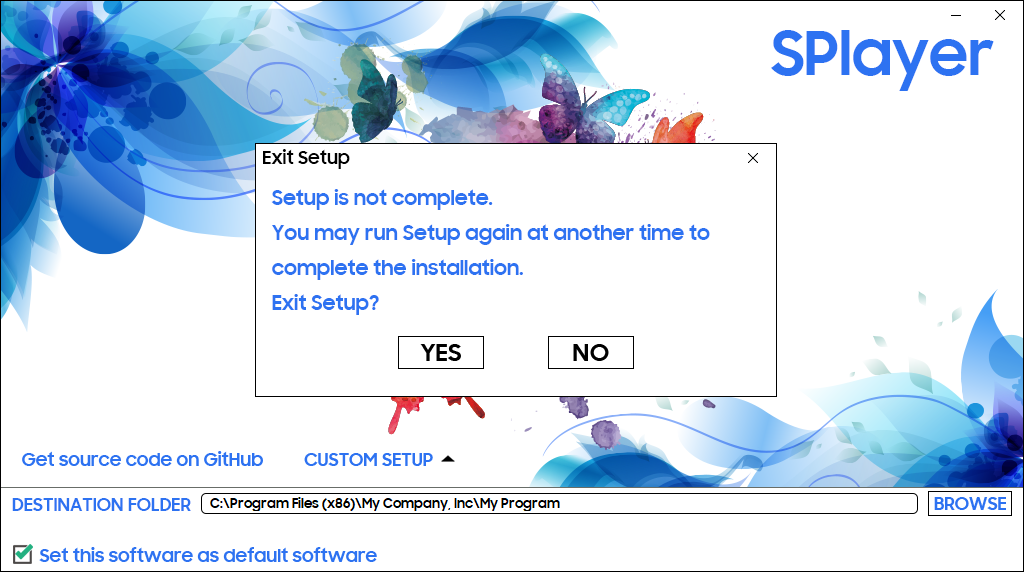 SPlayer
Exit Setup
Setup is not complete.
You may run Setup again at another time to
complete the installation.
Exit Setup?
YES NO
Get source code on GitHub CUSTOM SETUP
DESTINATION FOLDER C:\Program Files (x86)\My Company, Inc\My Program BROWSE
Set this software as default software